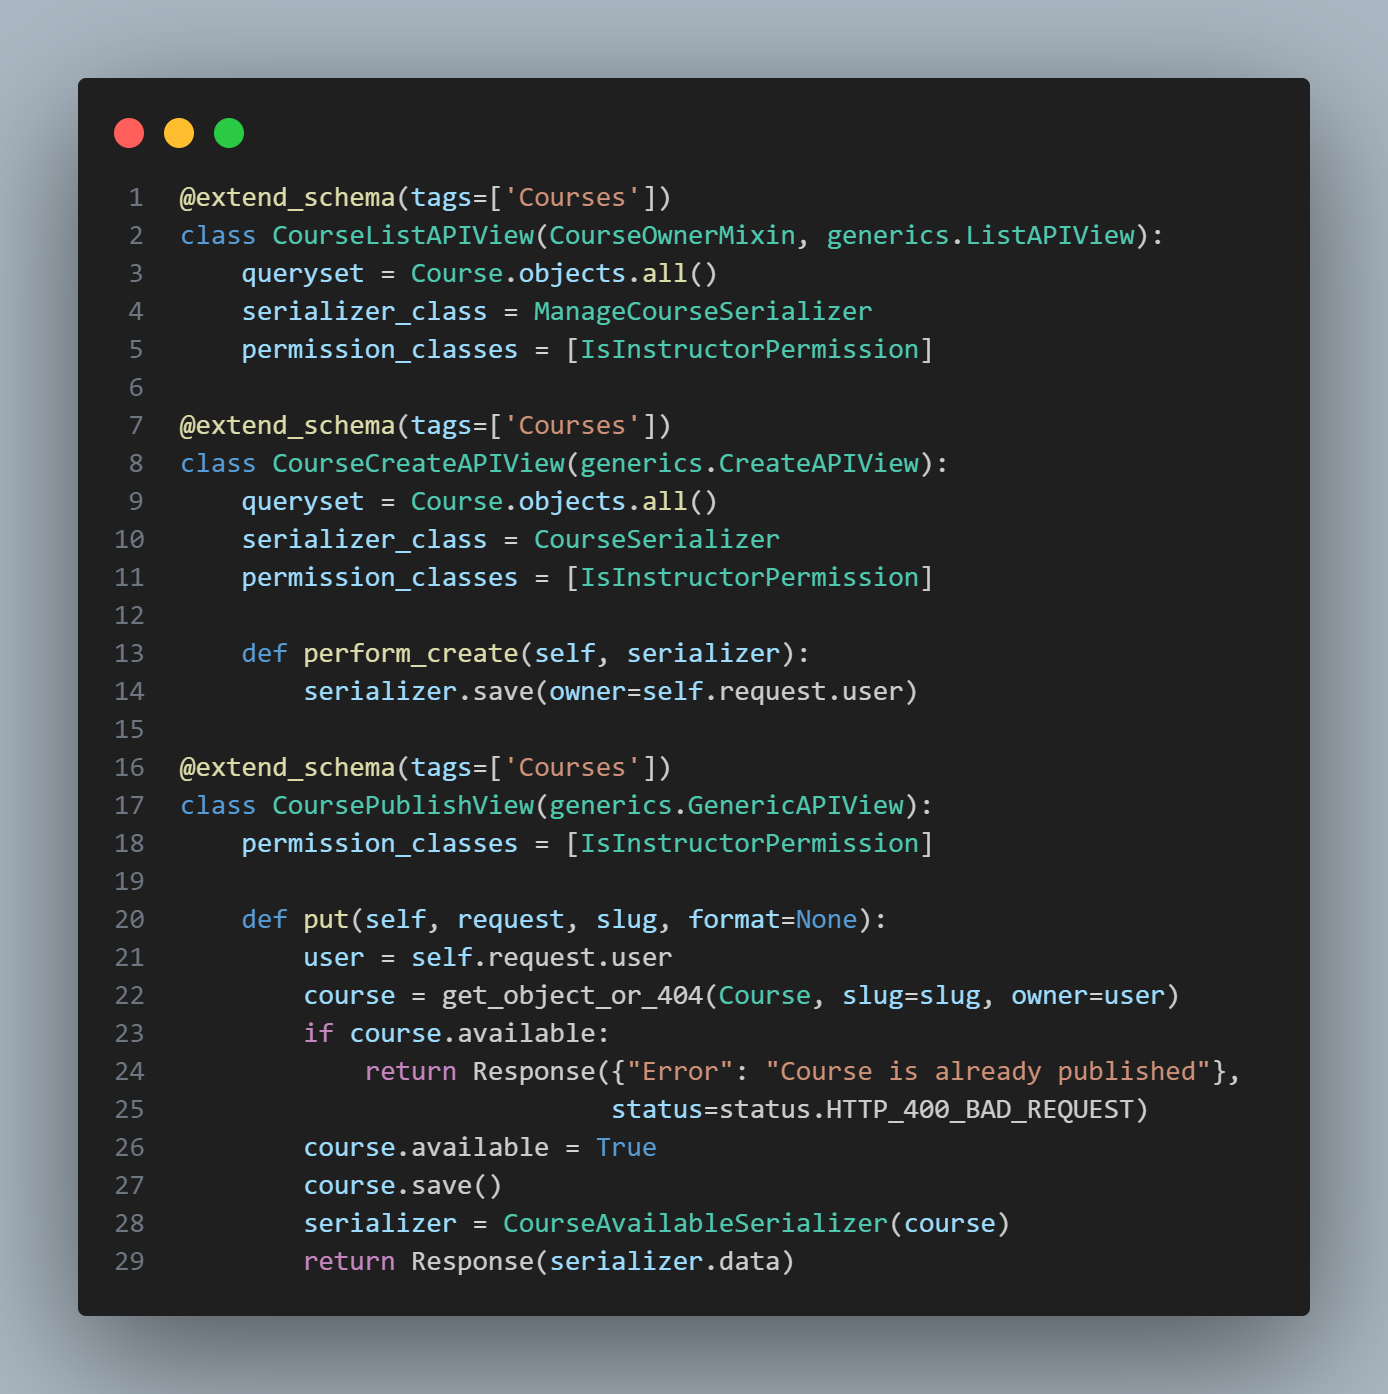 1 @extend_schema(tags=['Courses'])
2 class CourseListAPIView(CourseOwnerMixin, generics.ListAPIView):
3     queryset = Course.objects.all()
4     serializer_class = ManageCourseSerializer
5     permission_classes = [IsInstructorPermission]
6
7 @extend_schema(tags=['Courses'])
8 class CourseCreateAPIView(generics.CreateAPIView):
9     queryset = Course.objects.all()
10     serializer_class = CourseSerializer
11     permission_classes = [IsInstructorPermission]
12
13     def perform_create(self, serializer):
14         serializer.save(owner=self.request.user)
15
16 @extend_schema(tags=['Courses'])
17 class CoursePublishView(generics.GenericAPIView):
18     permission_classes = [IsInstructorPermission]
19
20     def put(self, request, slug, format=None):
21         user = self.request.user
22         course = get_object_or_404(Course, slug=slug, owner=user)
23         if course.available:
24             return Response({"Error": "Course is already published"},
25                             status=status.HTTP_400_BAD_REQUEST)
26         course.available = True
27         course.save()
28         serializer = CourseAvailableSerializer(course)
29         return Response(serializer.data)